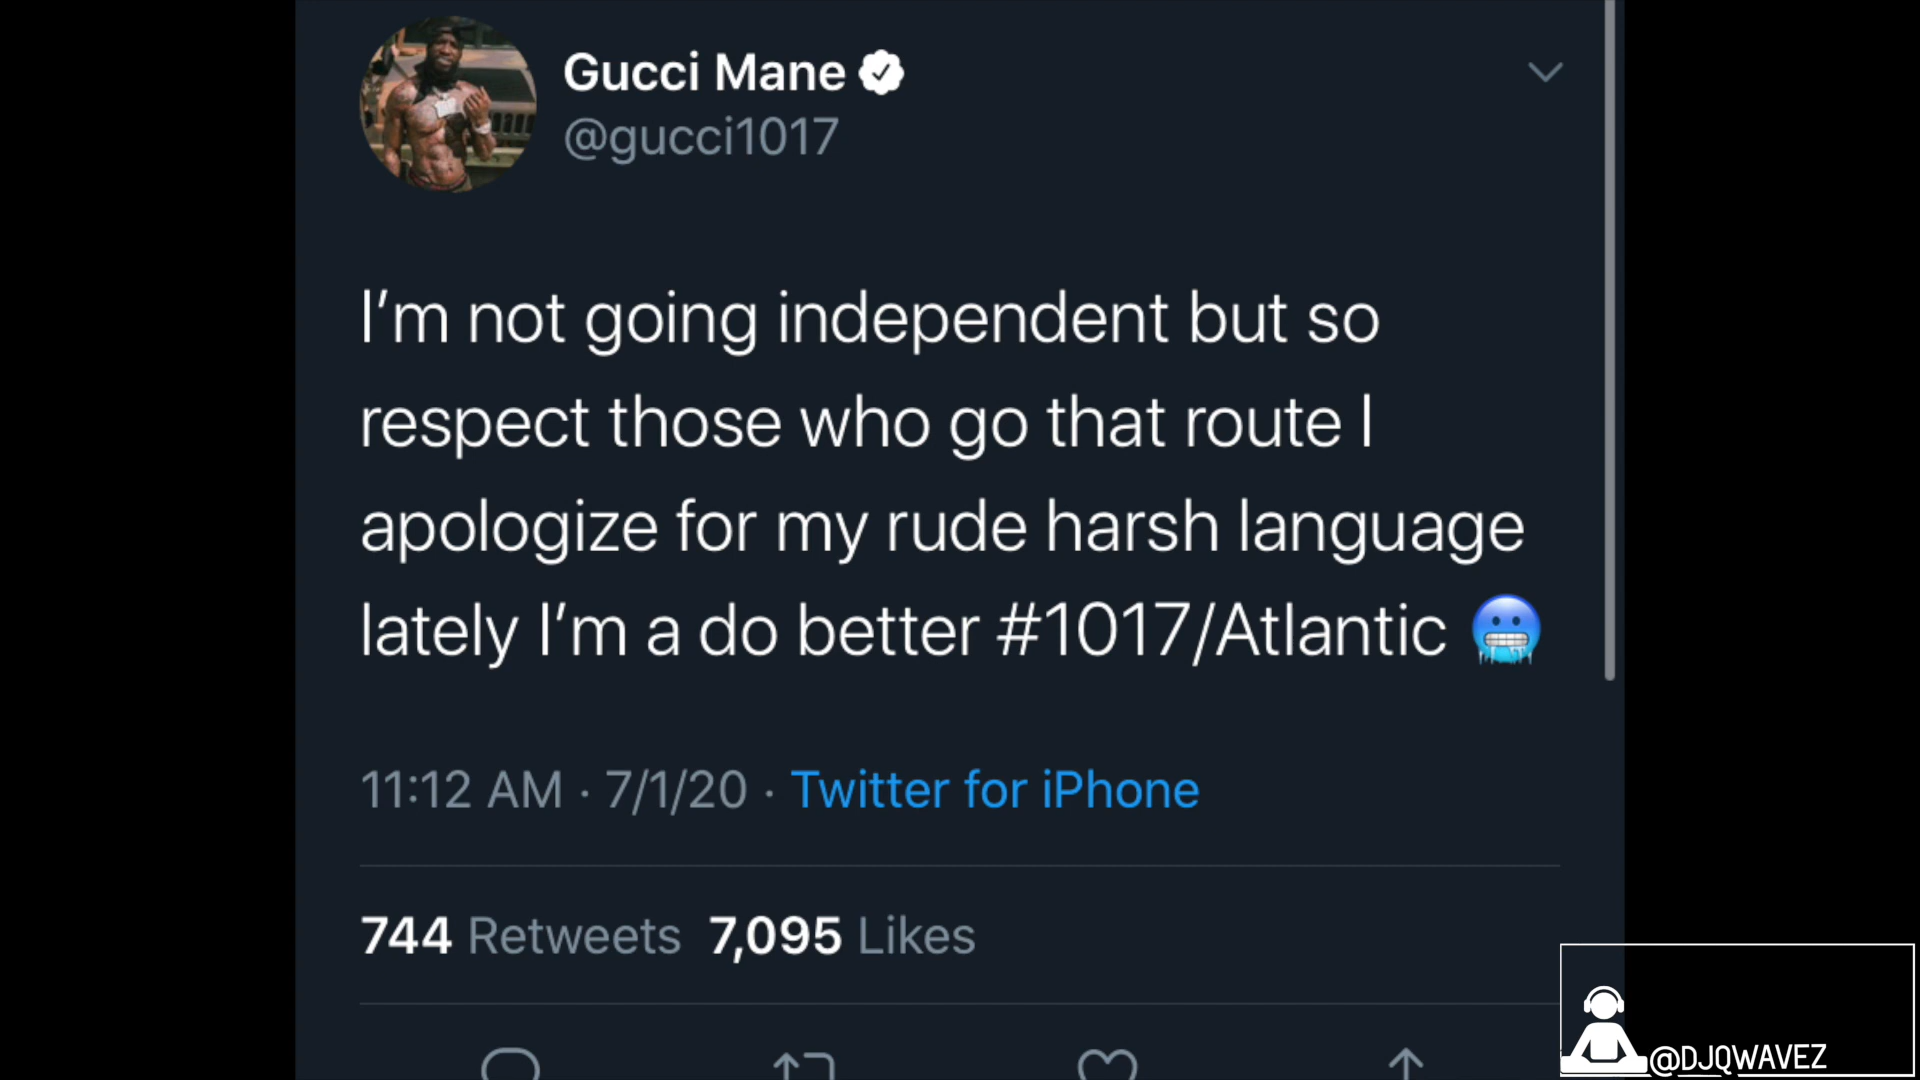 Gucci Mane
@gucci1017
I’m not going independent but so
respect those who go that route I
apologize for my rude harsh language
lately I’m a do better #1017/Atlantic 🥶
11:12 AM · 7/1/20 · Twitter for iPhone
744 Retweets 7,095 Likes
@DJQWAVEZ